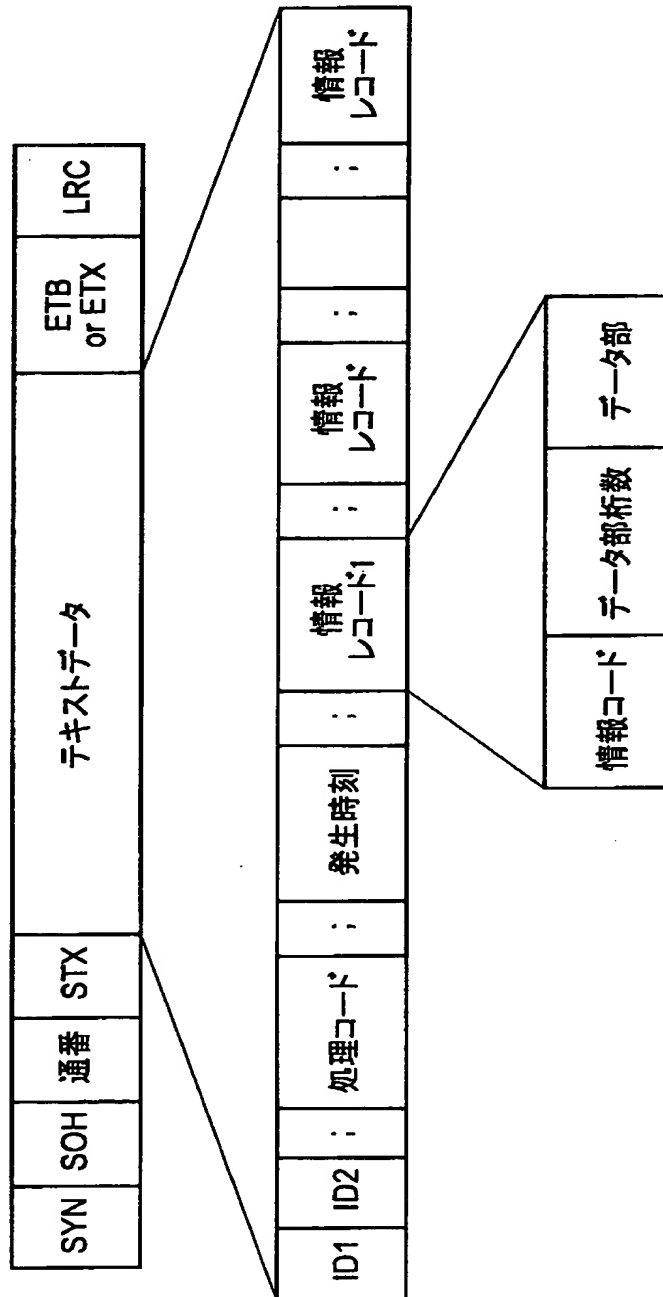 SYN
SOH
通番
STX
テキストデータ
ETB
or ETX
LRC
ID1
ID2
;
処理コード
;
発生時刻
;
情報
レコード1
;
情報
レコード
;
;
情報
レコード
情報コード
データ部桁数
データ部